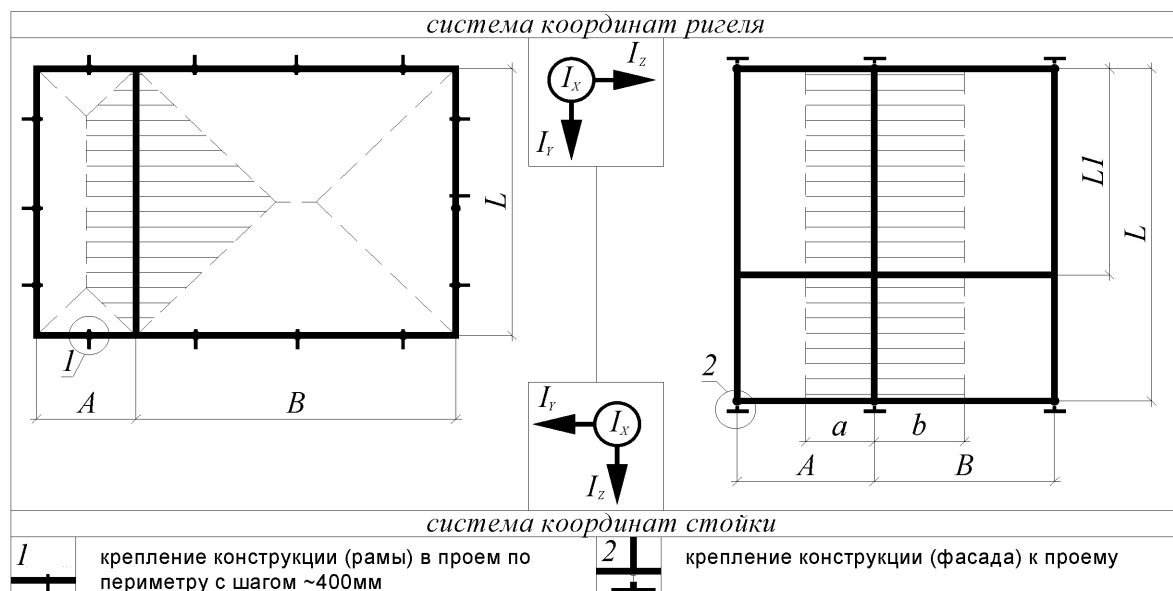 система координат ригеля
I_X
I_Z
I_Y
L
1
A
B
L1
L
2
a
b
A
B
I_Y
I_X
I_Z
система координат стойки
1
крепление конструкции (рамы) в проем по
периметру с шагом ~400мм
2
крепление конструкции (фасада) к проему